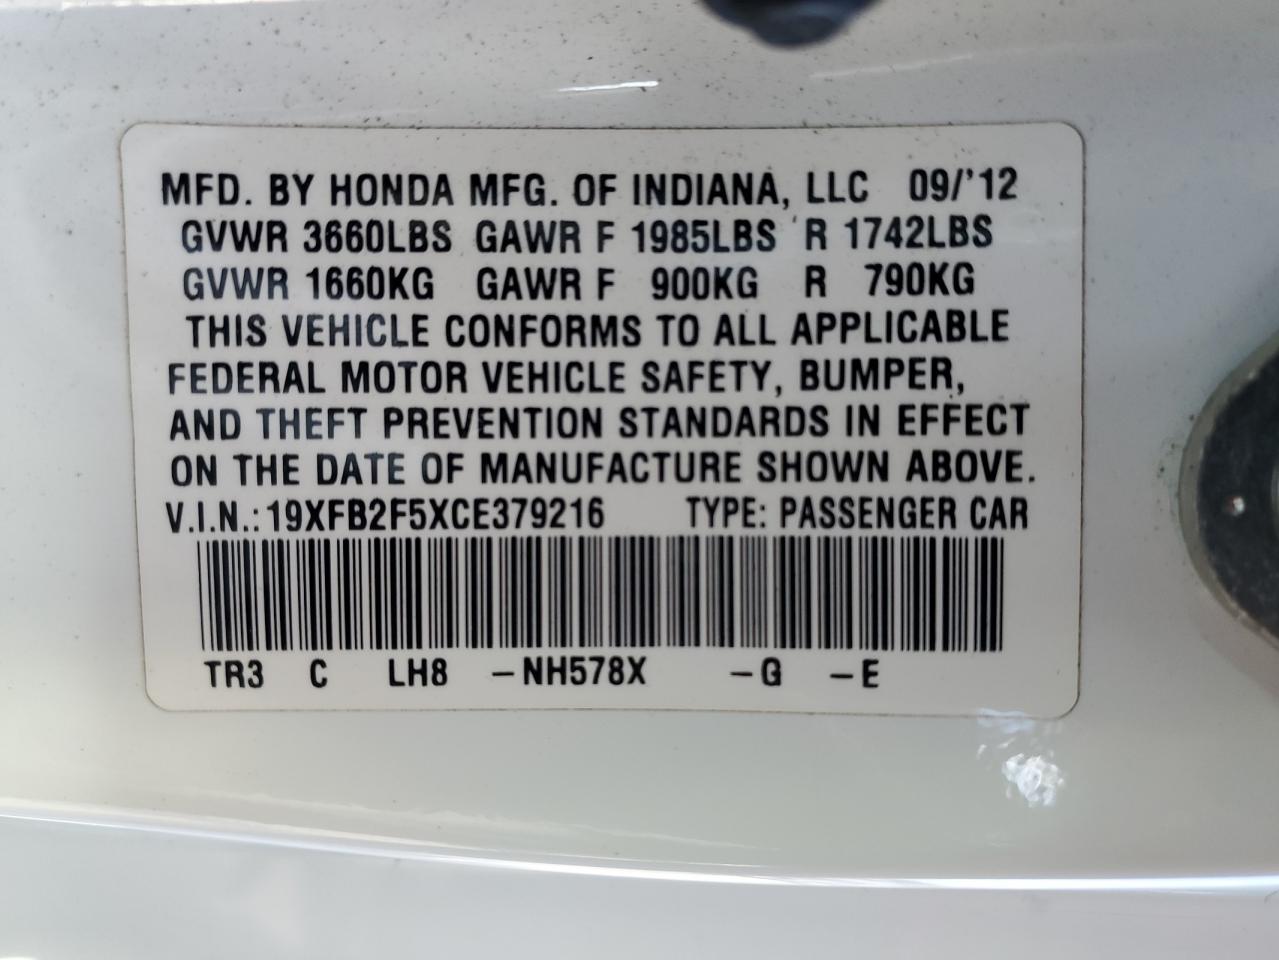 MFD. BY HONDA MFG. OF INDIANA, LLC 09/'12
GVWR 3660LBS GAWR F 1985LBS R 1742LBS
GVWR 1660KG GAWR F 900KG R 790KG
THIS VEHICLE CONFORMS TO ALL APPLICABLE
FEDERAL MOTOR VEHICLE SAFETY, BUMPER,
AND THEFT PREVENTION STANDARDS IN EFFECT
ON THE DATE OF MANUFACTURE SHOWN ABOVE.
V.I.N.: 19XFB2F5XCE379216 TYPE: PASSENGER CAR
TR3 C LH8 –NH578X –G –E